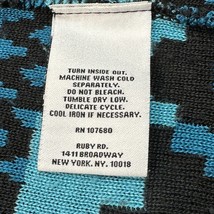 TURN INSIDE OUT.
MACHINE WASH COLD
SEPARATELY.
DO NOT BLEACH.
TUMBLE DRY LOW.
DELICATE CYCLE.
COOL IRON IF NECESSARY.
RN 107680
RUBY RD.
1411 BROADWAY
NEW YORK, NY. 10018